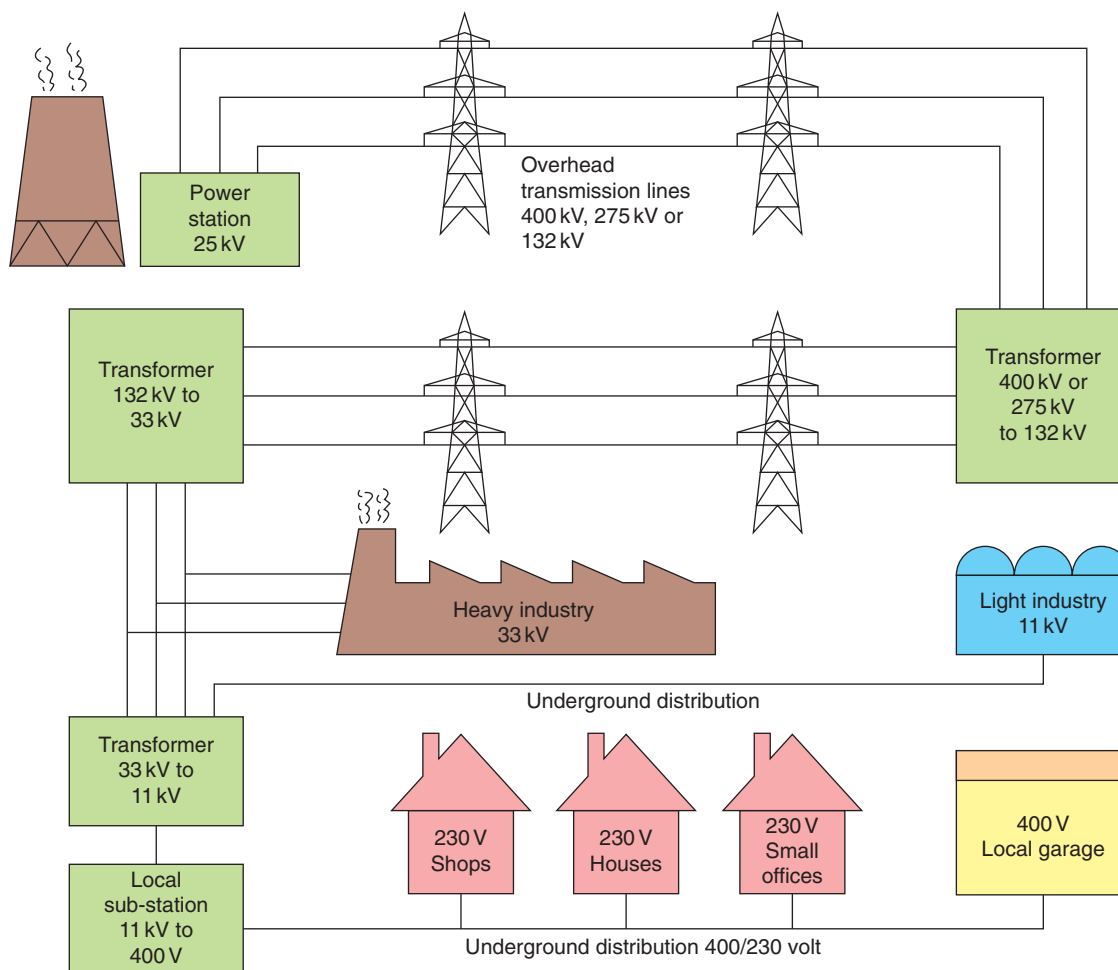 Power
station
25 kV
Overhead
transmission lines
400 kV, 275 kV or
132 kV
Transformer
132 kV to
33 kV
Transformer
400 kV or
275 kV
to 132 kV
Heavy industry
33 kV
Light industry
11 kV
Underground distribution
Transformer
33 kV to
11 kV
230 V
Shops
230 V
Houses
230 V
Small
offices
400 V
Local garage
Local
sub-station
11 kV to
400 V
Underground distribution 400/230 volt